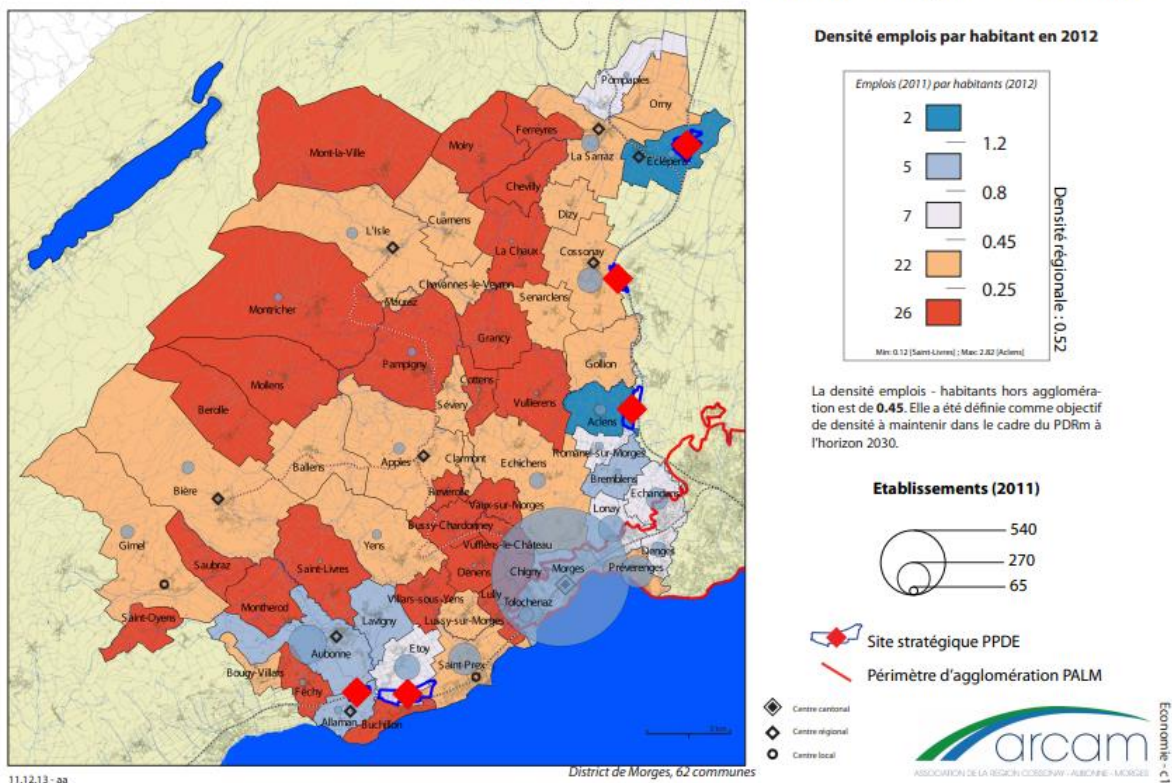 Densité emplois par habitant en 2012
Emplois (2011) par habitants (2012)
2
1.2
5
0.8
7
0.45
22
0.25
26
Densité régionale : 0.52
Min: 0.12 [Saint-Livres] ; Max: 2.82 [Aclens]
La densité emplois - habitants hors aggloméra-
tion est de 0.45. Elle a été définie comme objectif
de densité à maintenir dans le cadre du PDRm à
l'horizon 2030.
Etablissements (2011)
540
270
65
Site stratégique PPDE
Périmètre d'agglomération PALM
Centre cantonal
Centre régional
Centre local
arcam
ASSOCIATION DE LA RÉGION COSSONAY - AUBONNE - MORGES
Economie - c1
Pompaples
Orny
Ferreyres
Moiry
La Sarraz
Eclépens
Mont-la-Ville
Chevilly
Dizy
Cuarnens
L'Isle
La Chaux
Cossonay
Chavannes-le-Veyron
Senarclens
Mauraz
Montricher
Grancy
Gollion
Pampigny
Cottens
Mollens
Sévery
Vullierens
Berolle
Aclens
Romanel-sur-Morges
Clarmont
Apples
Echichens
Ballens
Bremblens
Reverolle
Echandens
Bière
Vaux-sur-Morges
Lonay
Bussy-Chardonney
Gimel
Yens
Vufflens-le-Château
Denges
Saubraz
Saint-Livres
Denens
Chigny
Morges
Préverenges
Montherod
Villars-sous-Yens
Lully
Tolochenaz
Saint-Oyens
Lavigny
Lussy-sur-Morges
Aubonne
Etoy
Saint-Prex
Bougy-Villars
Féchy
Allaman
Buchillon
District de Morges, 62 communes
11.12.13 - aa